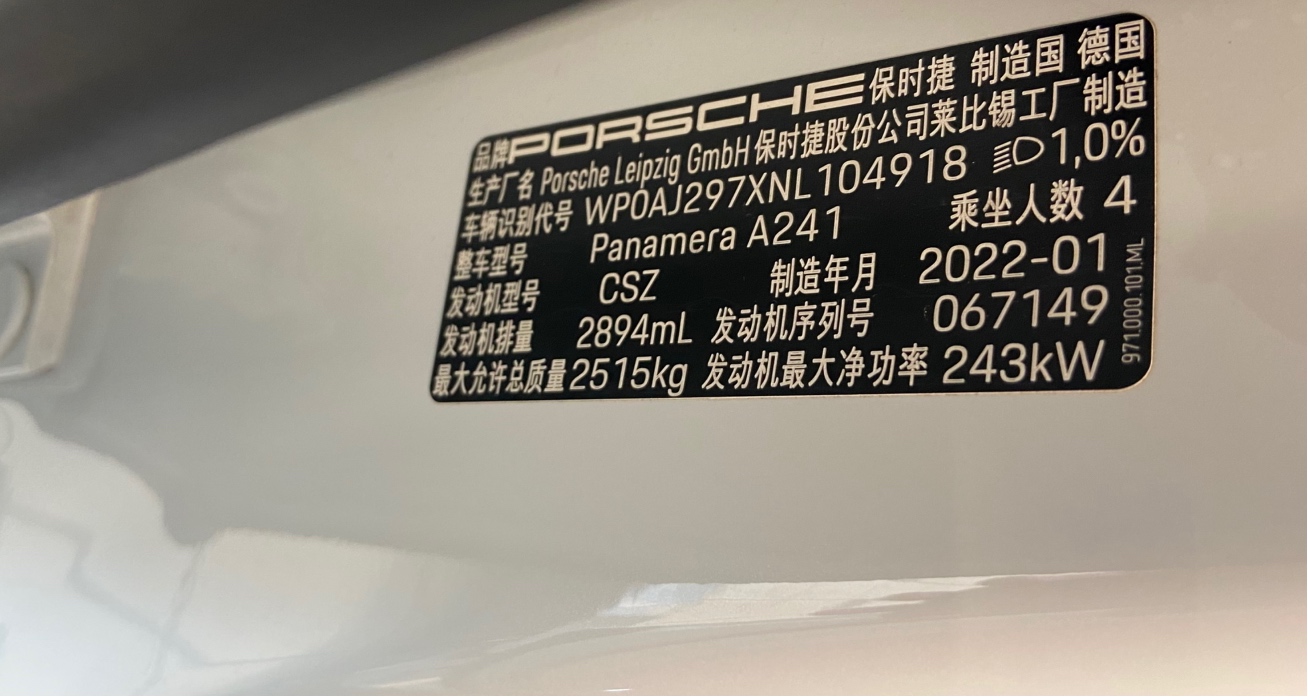 品牌PORSCHE保时捷 制造国 德国
生产厂名 Porsche Leipzig GmbH保时捷股份公司莱比锡工厂制造
车辆识别代号 WP0AJ297XNL104918 1,0%
整车型号 Panamera A241 乘坐人数 4
发动机型号 CSZ 制造年月 2022-01
发动机排量 2894mL 发动机序列号 067149
最大允许总质量2515kg 发动机最大净功率 243kW
971.000.101.ML